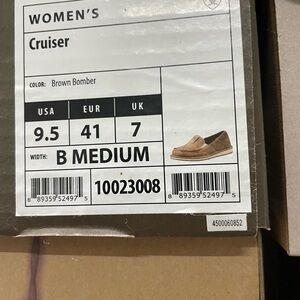 WOMEN'S
Cruiser
COLOR: Brown Bomber
USA EUR UK
9.5 41 7
WIDTH: B MEDIUM
10023008
8 89359 52497 5 8 89359 52497 5
4500060852